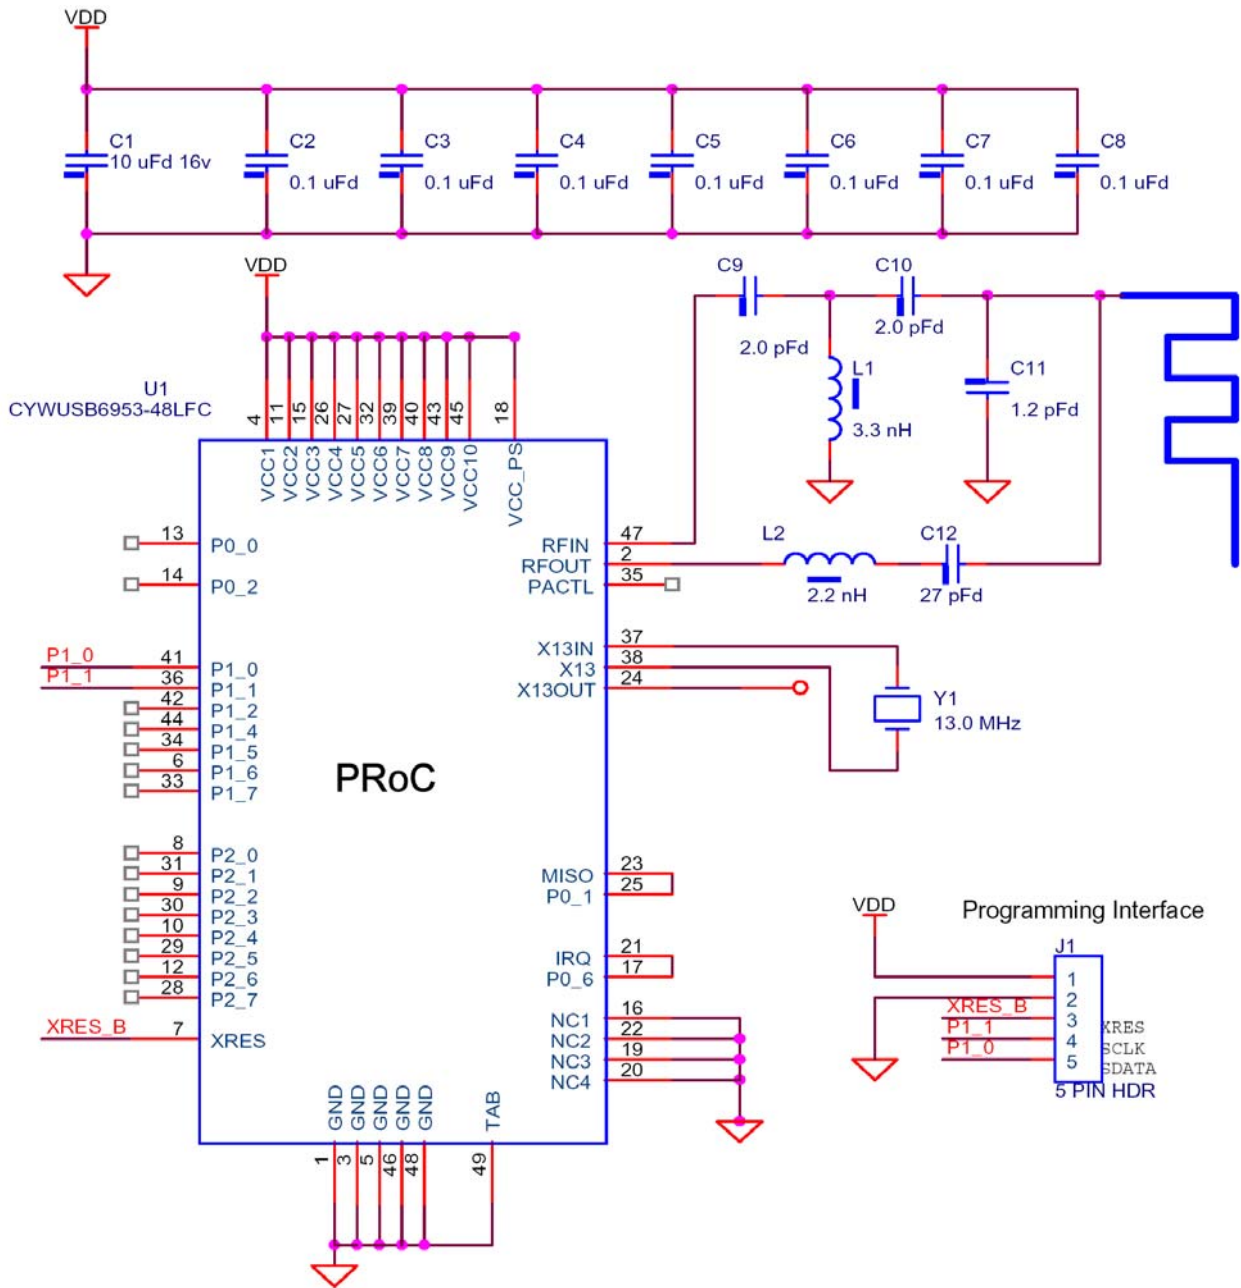 VDD
C1
10 uFd 16v
C2
0.1 uFd
C3
0.1 uFd
C4
0.1 uFd
C5
0.1 uFd
C6
0.1 uFd
C7
0.1 uFd
C8
0.1 uFd
VDD
C9
2.0 pFd
C10
2.0 pFd
L1
3.3 nH
C11
1.2 pFd
U1
CYWUSB6953-48LFC
4 11 15 26 27 32 39 40 43 45 18
VCC1 VCC2 VCC3 VCC4 VCC5 VCC6 VCC7 VCC8 VCC9 VCC10 VCC_PS
13 P0_0
14 P0_2
P1_0 41 P1_0
P1_1 36 P1_1
42 P1_2
44 P1_4
34 P1_5
6 P1_6
33 P1_7
8 P2_0
31 P2_1
9 P2_2
30 P2_3
10 P2_4
29 P2_5
12 P2_6
28 P2_7
XRES_B 7 XRES
PRoC
RFIN 47
RFOUT 2
PACTL 35
L2
2.2 nH
C12
27 pFd
X13IN 37
X13 38
X13OUT 24
Y1
13.0 MHz
MISO 23
P0_1 25
IRQ 21
P0_6 17
NC1 16
NC2 22
NC3 19
NC4 20
GND GND GND GND GND TAB
1 3 5 46 48 49
VDD
Programming Interface
J1
1
2
XRES_B 3 XRES
P1_1 4 SCLK
P1_0 5 SDATA
5 PIN HDR